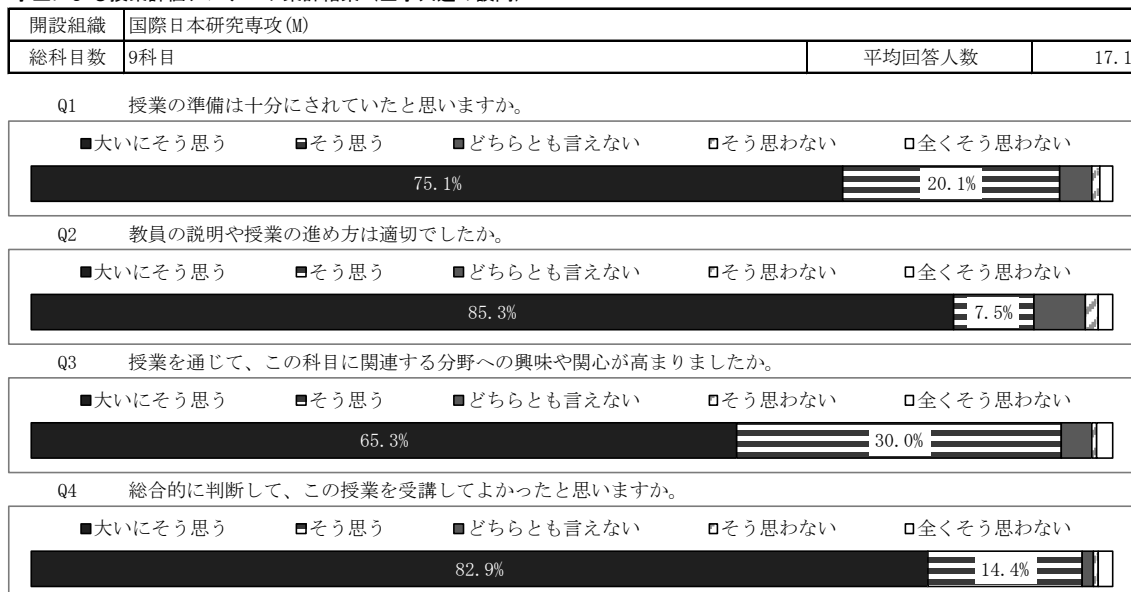 開設組織 国際日本研究専攻(M)
総科目数 9科目 平均回答人数 17.1
Q1 授業の準備は十分にされていたと思いますか。
■大いにそう思う ■そう思う ■どちらとも言えない □そう思わない □全くそう思わない
75.1% 20.1%
Q2 教員の説明や授業の進め方は適切でしたか。
■大いにそう思う ■そう思う ■どちらとも言えない □そう思わない □全くそう思わない
85.3% 7.5%
Q3 授業を通じて、この科目に関連する分野への興味や関心が高まりましたか。
■大いにそう思う ■そう思う ■どちらとも言えない □そう思わない □全くそう思わない
65.3% 30.0%
Q4 総合的に判断して、この授業を受講してよかったと思いますか。
■大いにそう思う ■そう思う ■どちらとも言えない □そう思わない □全くそう思わない
82.9% 14.4%